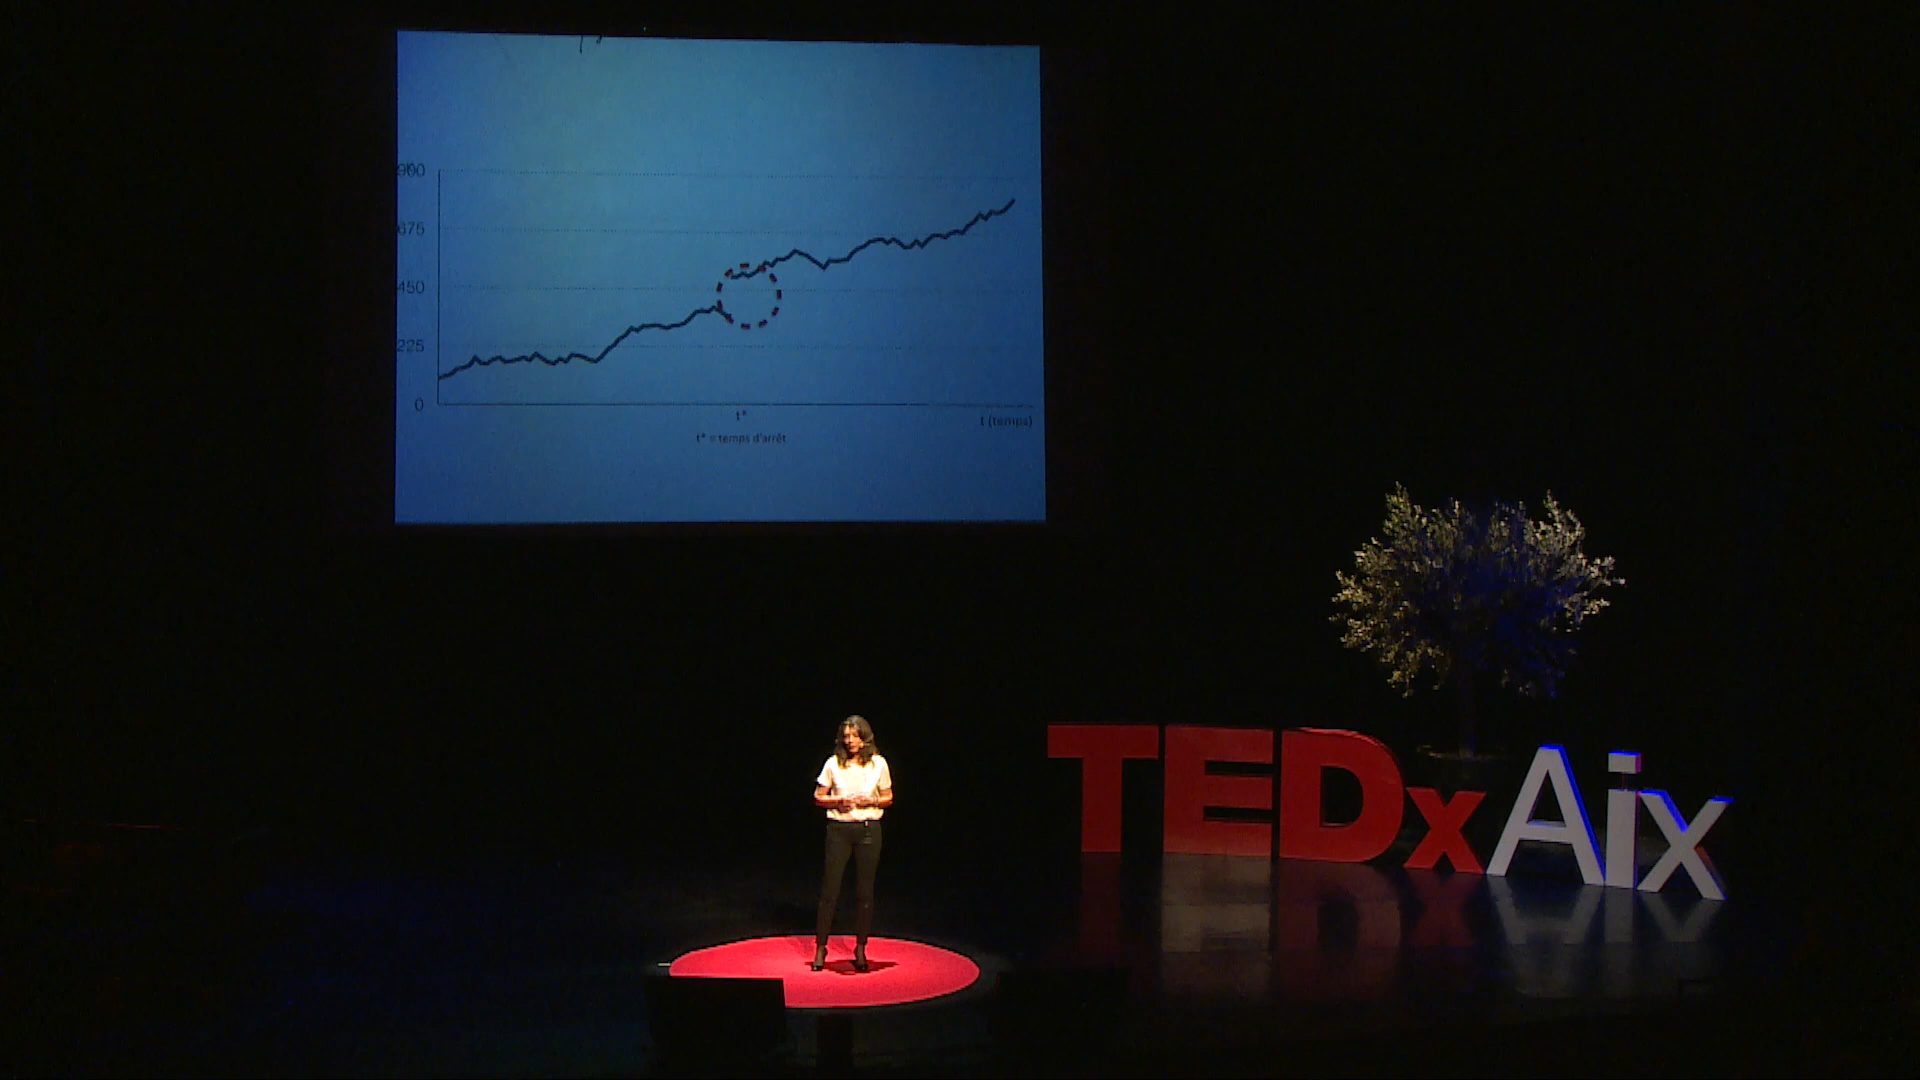 900
675
450
225
0
t*
t (temps)
t* = temps d'arrêt
TEDxAix